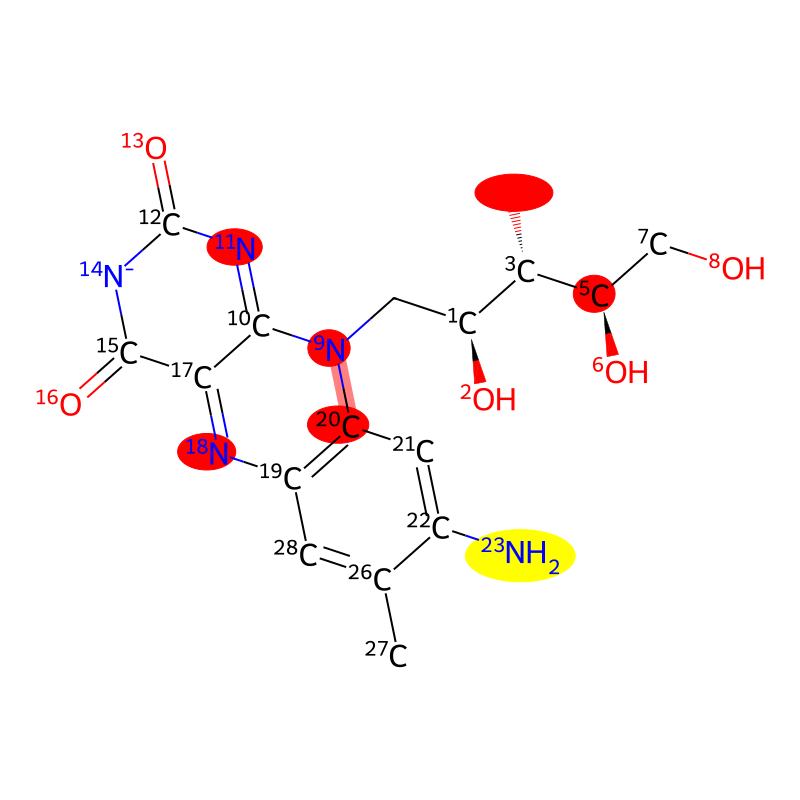 ¹³O
¹²C
¹¹N
¹⁴N⁻
⁷C
⁸OH
³C
⁵C
¹⁰C
¹C
⁹N
¹⁵C
¹⁷C
⁶OH
¹⁶O
²OH
²⁰C
¹⁸N
²¹C
¹⁹C
²²C
²³NH₂
²⁸C
²⁶C
²⁷C